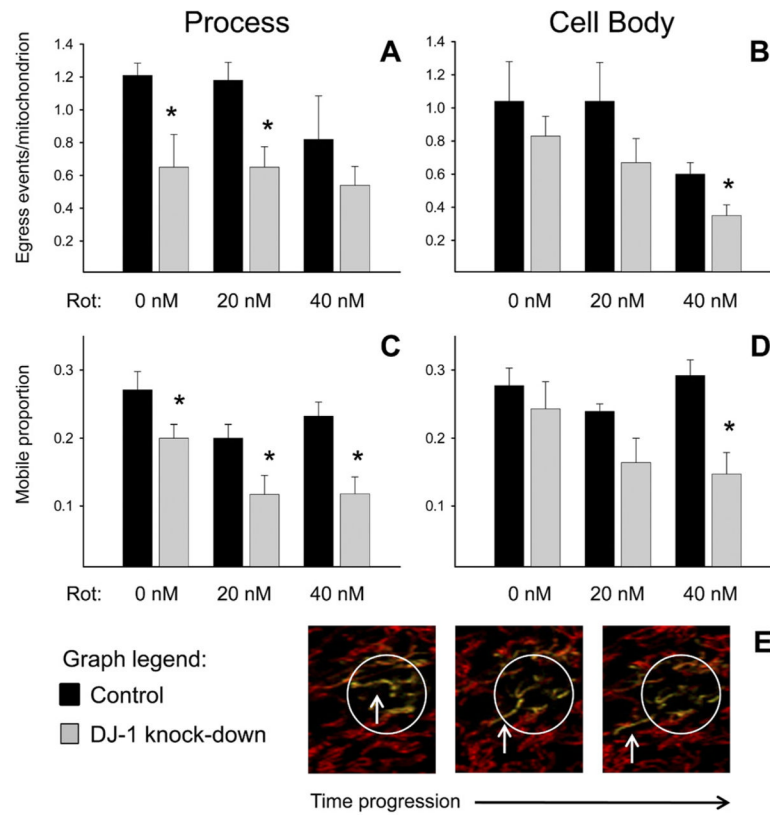 Process
Cell Body
A
B
Egress events/mitochondrion
1.4
1.2
1.0
0.8
0.6
0.4
0.2
*
*
1.4
1.2
1.0
0.8
0.6
0.4
0.2
*
Rot: 0 nM 20 nM 40 nM
0 nM 20 nM 40 nM
C
D
Mobile proportion
0.3
0.2
0.1
*
*
*
0.3
0.2
0.1
*
Rot: 0 nM 20 nM 40 nM
0 nM 20 nM 40 nM
E
Graph legend:
Control
DJ-1 knock-down
Time progression